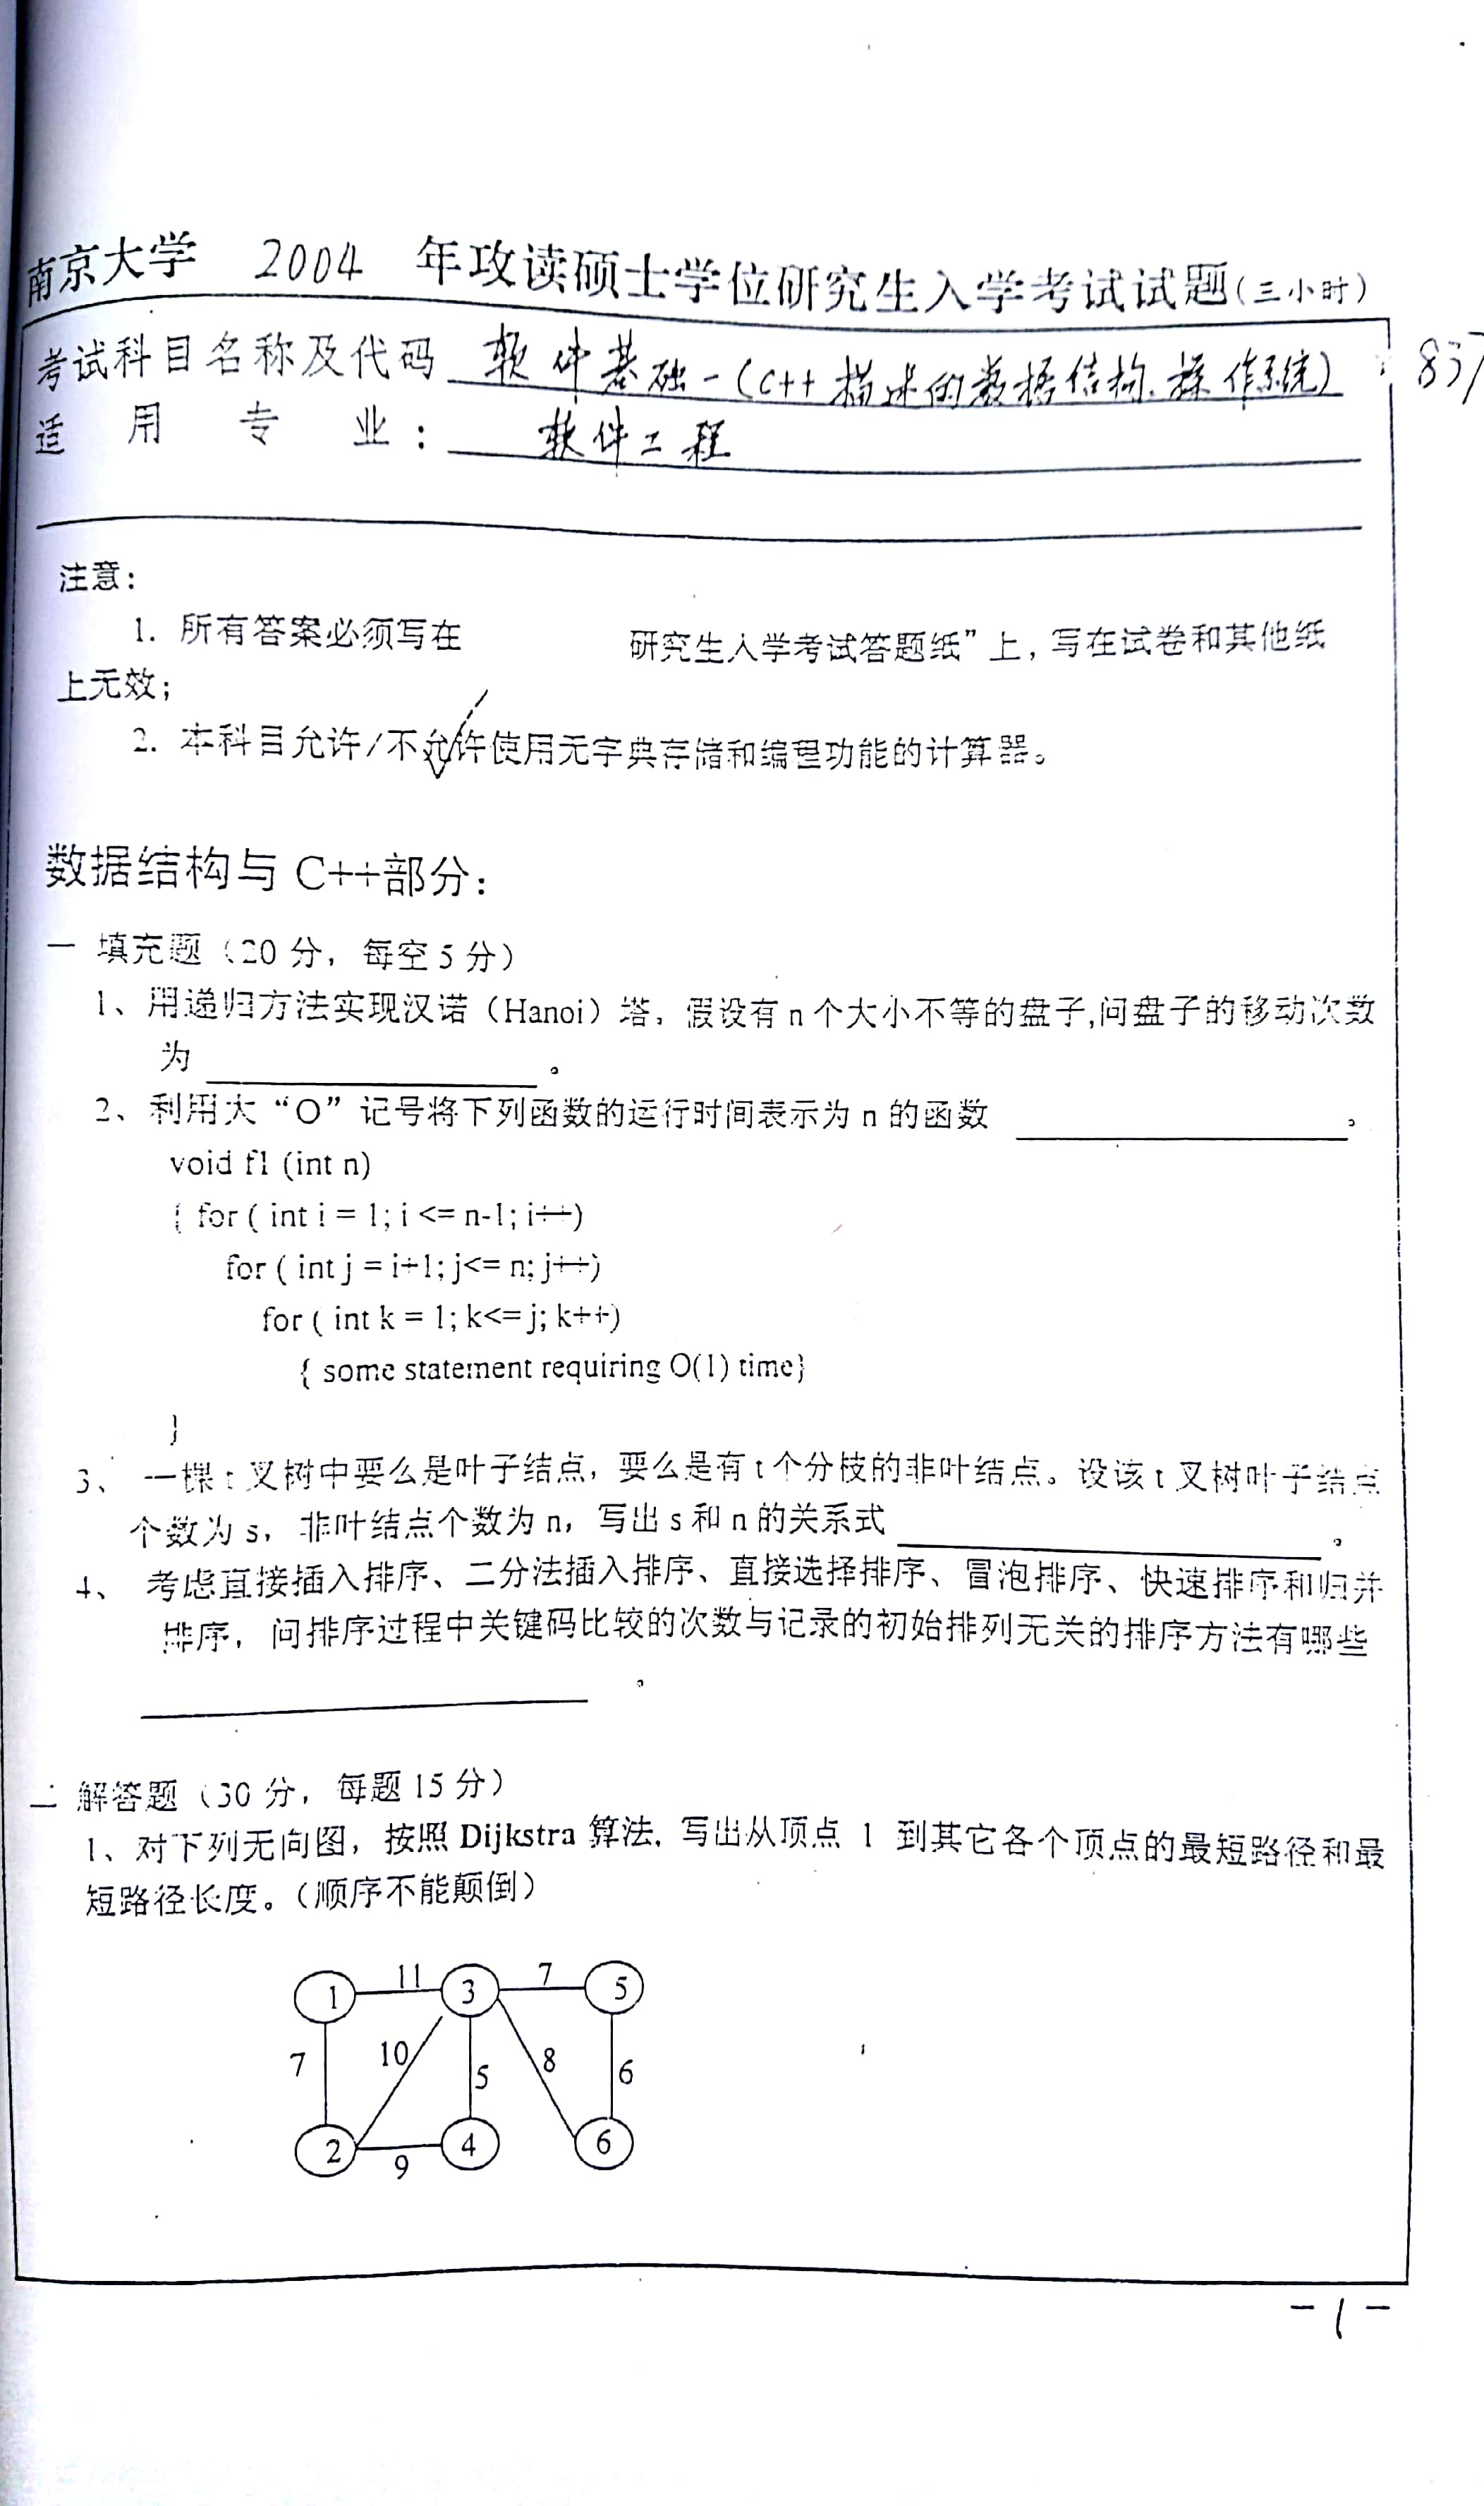 南京大学 2004 年攻读硕士学位研究生入学考试试题(三小时)
考试科目名称及代码 软件基础一(C++描述的数据结构.操作系统) : 837
适用专业: 软件工程
注意:
1. 所有答案必须写在 研究生入学考试答题纸”上,写在试卷和其他纸
上无效;
2. 本科目允许/不允许使用无字典存储和编程功能的计算器。
数据结构与 C++部分:
一 填充题(20 分,每空 5 分)
1、用递归方法实现汉诺(Hanoi)塔,假设有 n 个大小不等的盘子,问盘子的移动次数
为 。
2、利用大“O”记号将下列函数的运行时间表示为 n 的函数 。
void f1 (int n)
{ for ( int i = 1; i <= n-1; i++)
for ( int j = i+1; j<= n; j++)
for ( int k = 1; k<= j; k++)
{ some statement requiring O(1) time}
}
3、 一棵 t 叉树中要么是叶子结点,要么是有 t 个分枝的非叶结点。设该 t 叉树叶子结点
个数为 s,非叶结点个数为 n,写出 s 和 n 的关系式 。
4、 考虑直接插入排序、二分法插入排序、直接选择排序、冒泡排序、快速排序和归并
排序,问排序过程中关键码比较的次数与记录的初始排列无关的排序方法有哪些
。
二 解答题(30 分,每题 15 分)
1、对下列无向图,按照 Dijkstra 算法,写出从顶点 1 到其它各个顶点的最短路径和最
短路径长度。(顺序不能颠倒)
1 11 3 7 5
7 10 5 8 6
2 9 4 6
- 1 -